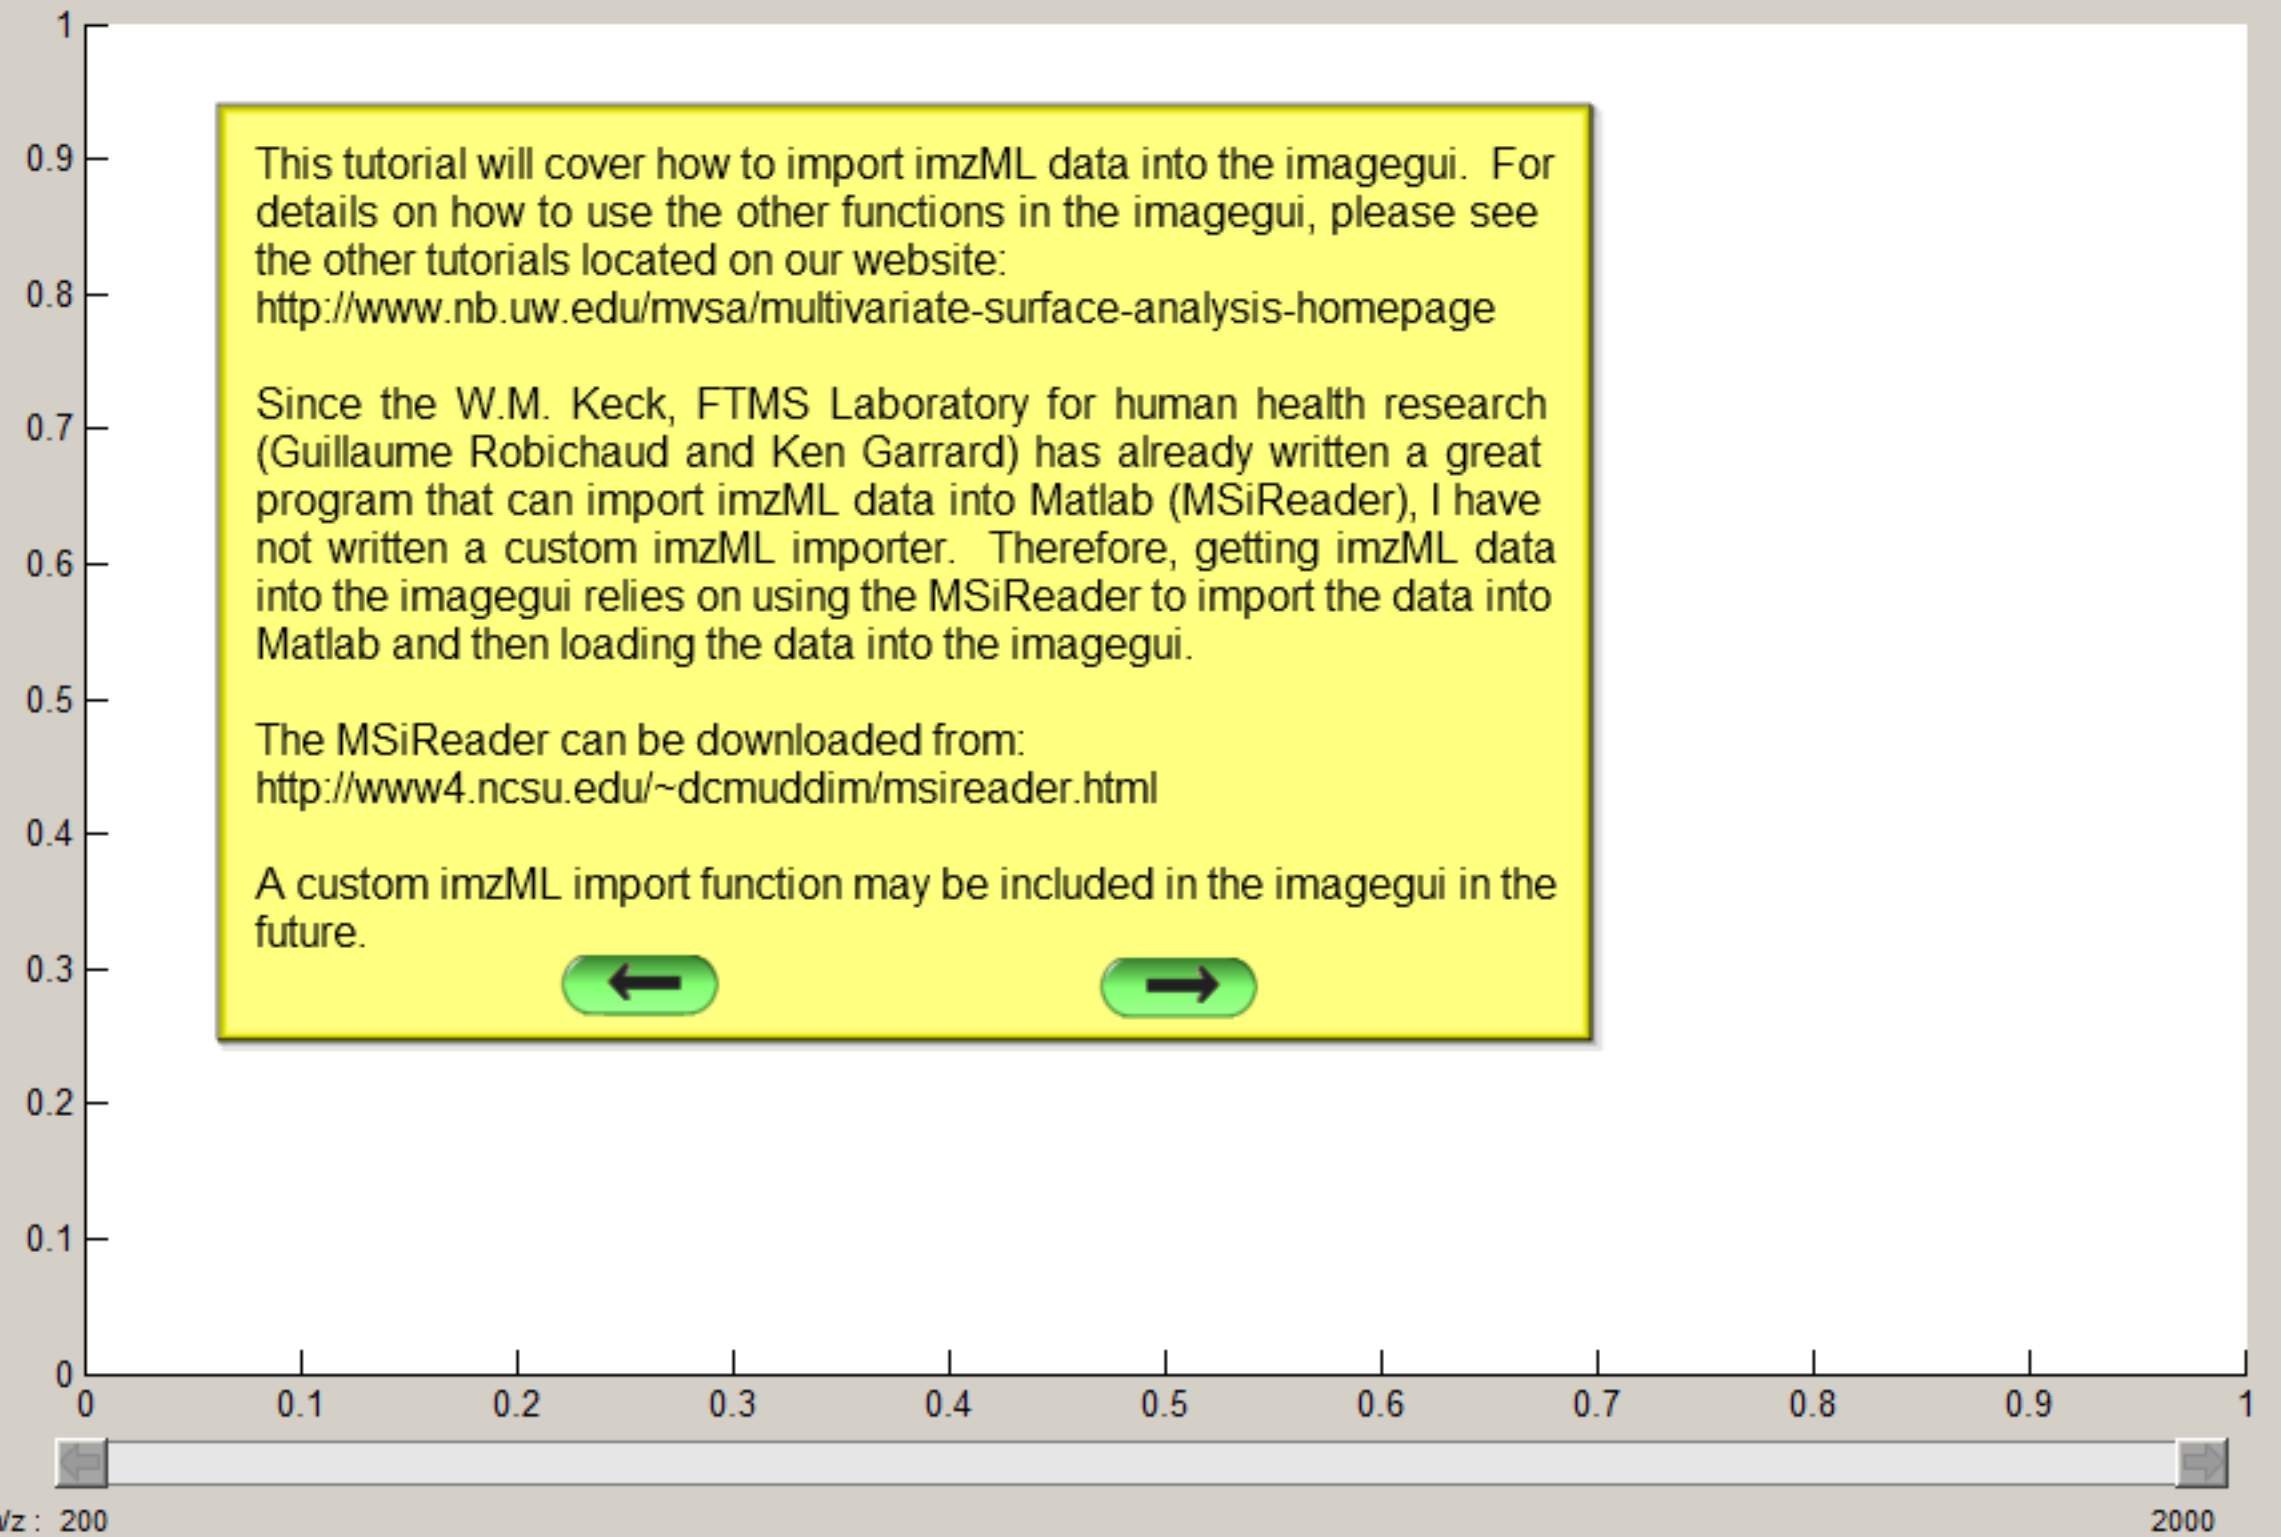 1
0.9
0.8
0.7
0.6
0.5
0.4
0.3
0.2
0.1
0
This tutorial will cover how to import imzML data into the imagegui.  For
details on how to use the other functions in the imagegui, please see
the other tutorials located on our website:
http://www.nb.uw.edu/mvsa/multivariate-surface-analysis-homepage
Since the W.M. Keck, FTMS Laboratory for human health research
(Guillaume Robichaud and Ken Garrard) has already written a great
program that can import imzML data into Matlab (MSiReader), I have
not written a custom imzML importer.  Therefore, getting imzML data
into the imagegui relies on using the MSiReader to import the data into
Matlab and then loading the data into the imagegui.
The MSiReader can be downloaded from:
http://www4.ncsu.edu/~dcmuddim/msireader.html
A custom imzML import function may be included in the imagegui in the
future.
0 0.1 0.2 0.3 0.4 0.5 0.6 0.7 0.8 0.9 1
/z : 200 2000